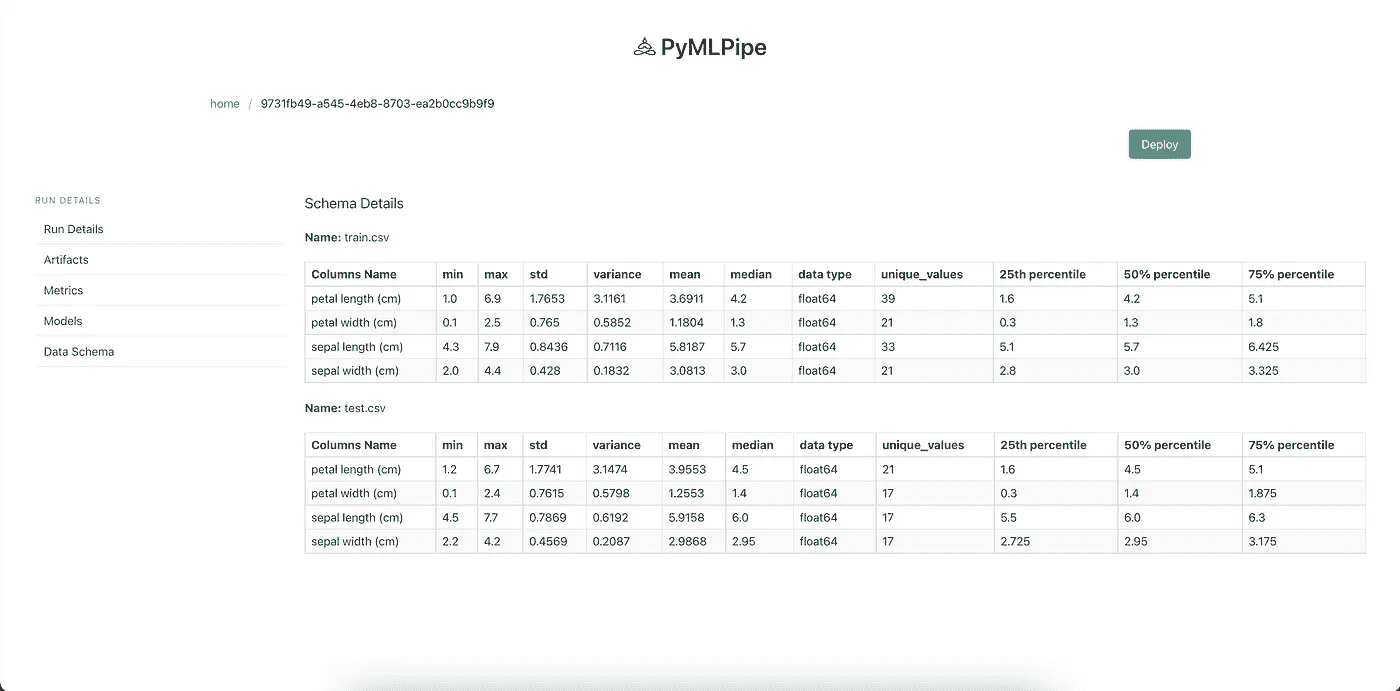 PyMLPipe
home / 9731fb49-a545-4eb8-8703-ea2b0cc9b9f9
Deploy
RUN DETAILS
Run Details
Artifacts
Metrics
Models
Data Schema
Schema Details
Name: train.csv
Columns Name min max std variance mean median data type unique_values 25th percentile 50% percentile 75% percentile
petal length (cm) 1.0 6.9 1.7653 3.1161 3.6911 4.2 float64 39 1.6 4.2 5.1
petal width (cm) 0.1 2.5 0.765 0.5852 1.1804 1.3 float64 21 0.3 1.3 1.8
sepal length (cm) 4.3 7.9 0.8436 0.7116 5.8187 5.7 float64 33 5.1 5.7 6.425
sepal width (cm) 2.0 4.4 0.428 0.1832 3.0813 3.0 float64 21 2.8 3.0 3.325
Name: test.csv
Columns Name min max std variance mean median data type unique_values 25th percentile 50% percentile 75% percentile
petal length (cm) 1.2 6.7 1.7741 3.1474 3.9553 4.5 float64 21 1.6 4.5 5.1
petal width (cm) 0.1 2.4 0.7615 0.5798 1.2553 1.4 float64 17 0.3 1.4 1.875
sepal length (cm) 4.5 7.7 0.7869 0.6192 5.9158 6.0 float64 17 5.5 6.0 6.3
sepal width (cm) 2.2 4.2 0.4569 0.2087 2.9868 2.95 float64 17 2.725 2.95 3.175